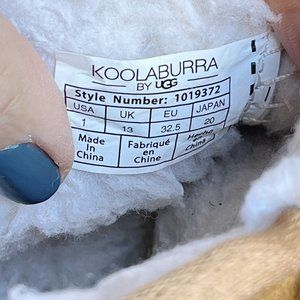 KOOLABURRA
BY UGG
Style Number: 1019372
USA UK EU JAPAN
1 13 32.5 20
Made In China
Fabriqué en Chine
Hecho